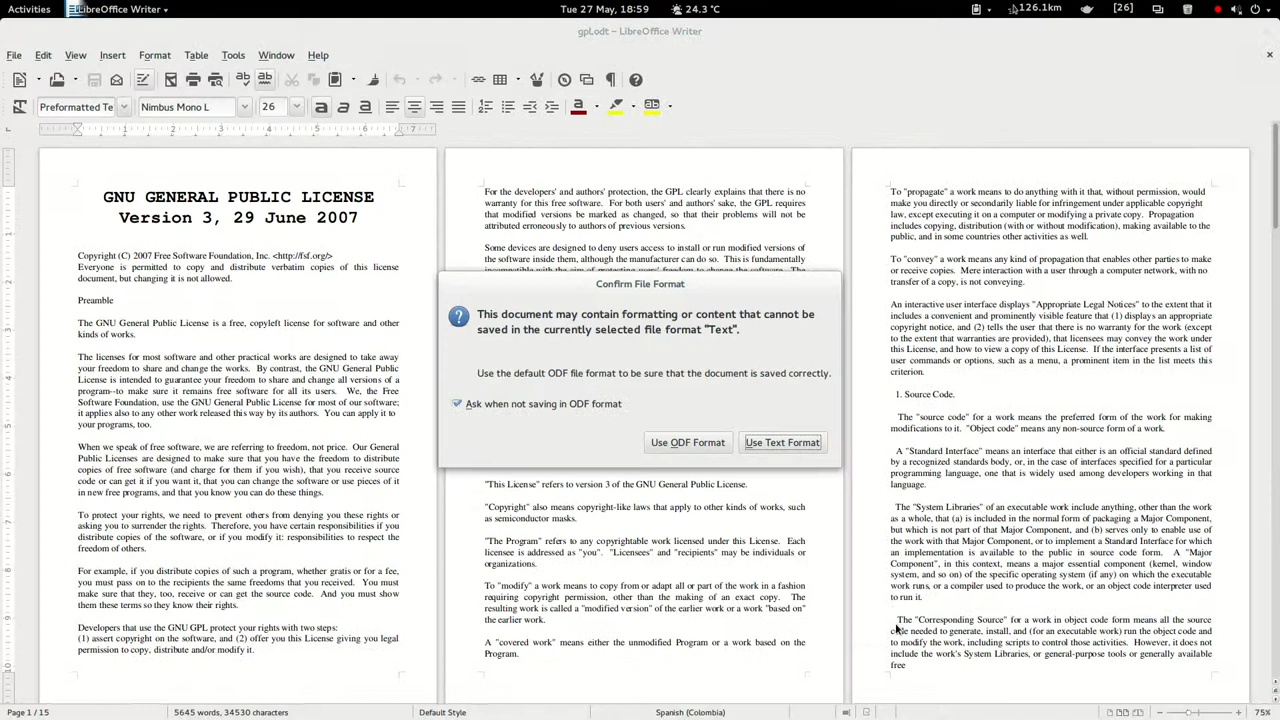 Activities LibreOffice Writer Tue 27 May, 18:59 24.3 °C 126.1km [26]
gpl.odt – LibreOffice Writer
File Edit View Insert Format Table Tools Window Help
Preformatted Te Nimbus Mono L 26
1 2 3 4 5 6 7
GNU GENERAL PUBLIC LICENSE
Version 3, 29 June 2007
Copyright (C) 2007 Free Software Foundation, Inc. <http://fsf.org/>
Everyone is permitted to copy and distribute verbatim copies of this license
document, but changing it is not allowed.
Preamble
The GNU General Public License is a free, copyleft license for software and other
kinds of works.
The licenses for most software and other practical works are designed to take away
your freedom to share and change the works. By contrast, the GNU General Public
License is intended to guarantee your freedom to share and change all versions of a
program--to make sure it remains free software for all its users. We, the Free
Software Foundation, use the GNU General Public License for most of our software;
it applies also to any other work released this way by its authors. You can apply it to
your programs, too.
When we speak of free software, we are referring to freedom, not price. Our General
Public Licenses are designed to make sure that you have the freedom to distribute
copies of free software (and charge for them if you wish), that you receive source
code or can get it if you want it, that you can change the software or use pieces of it
in new free programs, and that you know you can do these things.
To protect your rights, we need to prevent others from denying you these rights or
asking you to surrender the rights. Therefore, you have certain responsibilities if you
distribute copies of the software, or if you modify it: responsibilities to respect the
freedom of others.
For example, if you distribute copies of such a program, whether gratis or for a fee,
you must pass on to the recipients the same freedoms that you received. You must
make sure that they, too, receive or can get the source code. And you must show
them these terms so they know their rights.
Developers that use the GNU GPL protect your rights with two steps:
(1) assert copyright on the software, and (2) offer you this License giving you legal
permission to copy, distribute and/or modify it.
For the developers' and authors' protection, the GPL clearly explains that there is no
warranty for this free software. For both users' and authors' sake, the GPL requires
that modified versions be marked as changed, so that their problems will not be
attributed erroneously to authors of previous versions.
Some devices are designed to deny users access to install or run modified versions of
the software inside them, although the manufacturer can do so. This is fundamentally
incompatible with the aim of protecting users' freedom to change the software. The
Confirm File Format
This document may contain formatting or content that cannot be
saved in the currently selected file format "Text".
Use the default ODF file format to be sure that the document is saved correctly.
Ask when not saving in ODF format
Use ODF Format Use Text Format
"This License" refers to version 3 of the GNU General Public License.
"Copyright" also means copyright-like laws that apply to other kinds of works, such
as semiconductor masks.
"The Program" refers to any copyrightable work licensed under this License. Each
licensee is addressed as "you". "Licensees" and "recipients" may be individuals or
organizations.
To "modify" a work means to copy from or adapt all or part of the work in a fashion
requiring copyright permission, other than the making of an exact copy. The
resulting work is called a "modified version" of the earlier work or a work "based on"
the earlier work.
A "covered work" means either the unmodified Program or a work based on the
Program.
To "propagate" a work means to do anything with it that, without permission, would
make you directly or secondarily liable for infringement under applicable copyright
law, except executing it on a computer or modifying a private copy. Propagation
includes copying, distribution (with or without modification), making available to the
public, and in some countries other activities as well.
To "convey" a work means any kind of propagation that enables other parties to make
or receive copies. Mere interaction with a user through a computer network, with no
transfer of a copy, is not conveying.
An interactive user interface displays "Appropriate Legal Notices" to the extent that it
includes a convenient and prominently visible feature that (1) displays an appropriate
copyright notice, and (2) tells the user that there is no warranty for the work (except
to the extent that warranties are provided), that licensees may convey the work under
this License, and how to view a copy of this License. If the interface presents a list of
user commands or options, such as a menu, a prominent item in the list meets this
criterion.
1. Source Code.
The "source code" for a work means the preferred form of the work for making
modifications to it. "Object code" means any non-source form of a work.
A "Standard Interface" means an interface that either is an official standard defined
by a recognized standards body, or, in the case of interfaces specified for a particular
programming language, one that is widely used among developers working in that
language.
The "System Libraries" of an executable work include anything, other than the work
as a whole, that (a) is included in the normal form of packaging a Major Component,
but which is not part of that Major Component, and (b) serves only to enable use of
the work with that Major Component, or to implement a Standard Interface for which
an implementation is available to the public in source code form. A "Major
Component", in this context, means a major essential component (kernel, window
system, and so on) of the specific operating system (if any) on which the executable
work runs, or a compiler used to produce the work, or an object code interpreter used
to run it.
The "Corresponding Source" for a work in object code form means all the source
code needed to generate, install, and (for an executable work) run the object code and
to modify the work, including scripts to control those activities. However, it does not
include the work's System Libraries, or general-purpose tools or generally available
free
Page 1 / 15 5645 words, 34530 characters Default Style Spanish (Colombia) 75%